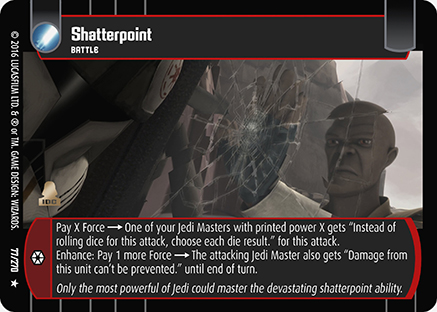 Shatterpoint
BATTLE
© 2016 LUCASFILM LTD. & ® or TM. GAME DESIGN: WIZARDS.
77/270 ★
Pay X Force → One of your Jedi Masters with printed power X gets "Instead of
rolling dice for this attack, choose each die result." for this attack.
Enhance: Pay 1 more Force → The attacking Jedi Master also gets "Damage from
this unit can't be prevented." until end of turn.
Only the most powerful of Jedi could master the devastating shatterpoint ability.